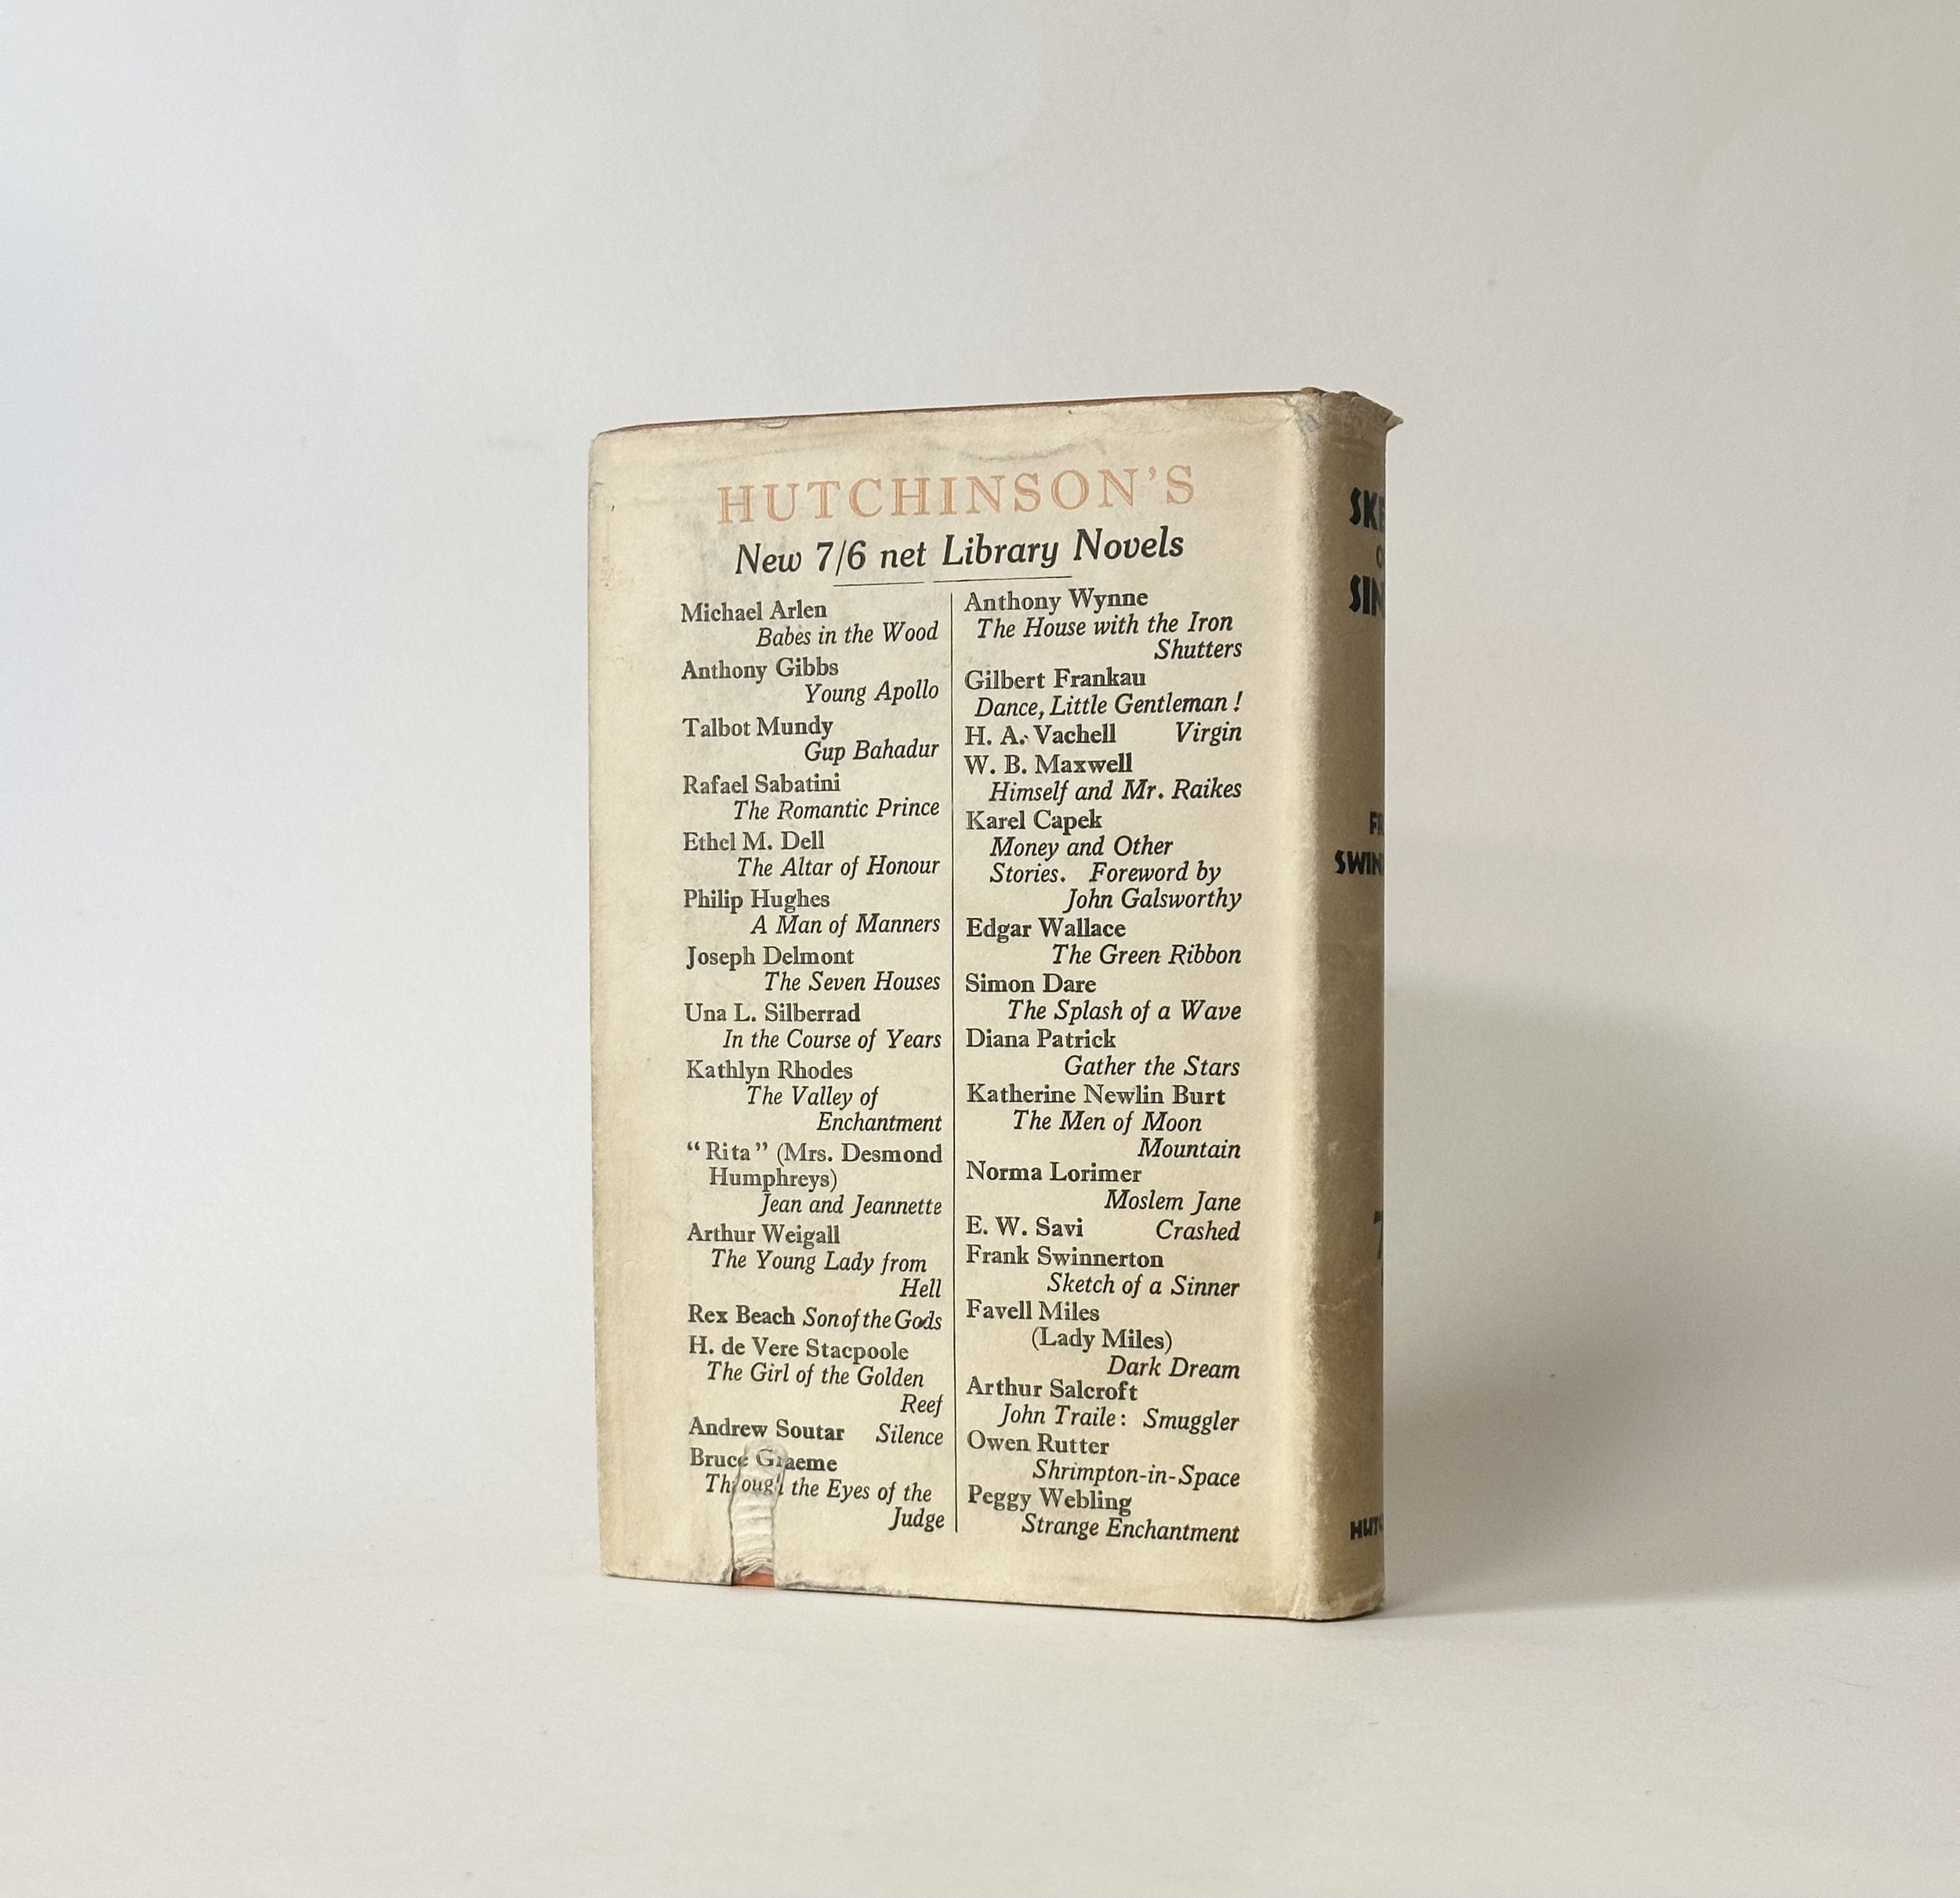 HUTCHINSON'S
New 7/6 net Library Novels
Michael Arlen
Babes in the Wood
Anthony Gibbs
Young Apollo
Talbot Mundy
Gup Bahadur
Rafael Sabatini
The Romantic Prince
Ethel M. Dell
The Altar of Honour
Philip Hughes
A Man of Manners
Joseph Delmont
The Seven Houses
Una L. Silberrad
In the Course of Years
Kathlyn Rhodes
The Valley of
Enchantment
"Rita" (Mrs. Desmond
Humphreys)
Jean and Jeannette
Arthur Weigall
The Young Lady from
Hell
Rex Beach Son of the Gods
H. de Vere Stacpoole
The Girl of the Golden
Reef
Andrew Soutar Silence
Bruce Graeme
Through the Eyes of the
Judge
Anthony Wynne
The House with the Iron
Shutters
Gilbert Frankau
Dance, Little Gentleman !
H. A. Vachell Virgin
W. B. Maxwell
Himself and Mr. Raikes
Karel Capek
Money and Other
Stories. Foreword by
John Galsworthy
Edgar Wallace
The Green Ribbon
Simon Dare
The Splash of a Wave
Diana Patrick
Gather the Stars
Katherine Newlin Burt
The Men of Moon
Mountain
Norma Lorimer
Moslem Jane
E. W. Savi Crashed
Frank Swinnerton
Sketch of a Sinner
Favell Miles
(Lady Miles)
Dark Dream
Arthur Salcroft
John Traile : Smuggler
Owen Rutter
Shrimpton-in-Space
Peggy Webling
Strange Enchantment
SKE
SIN
SWIN